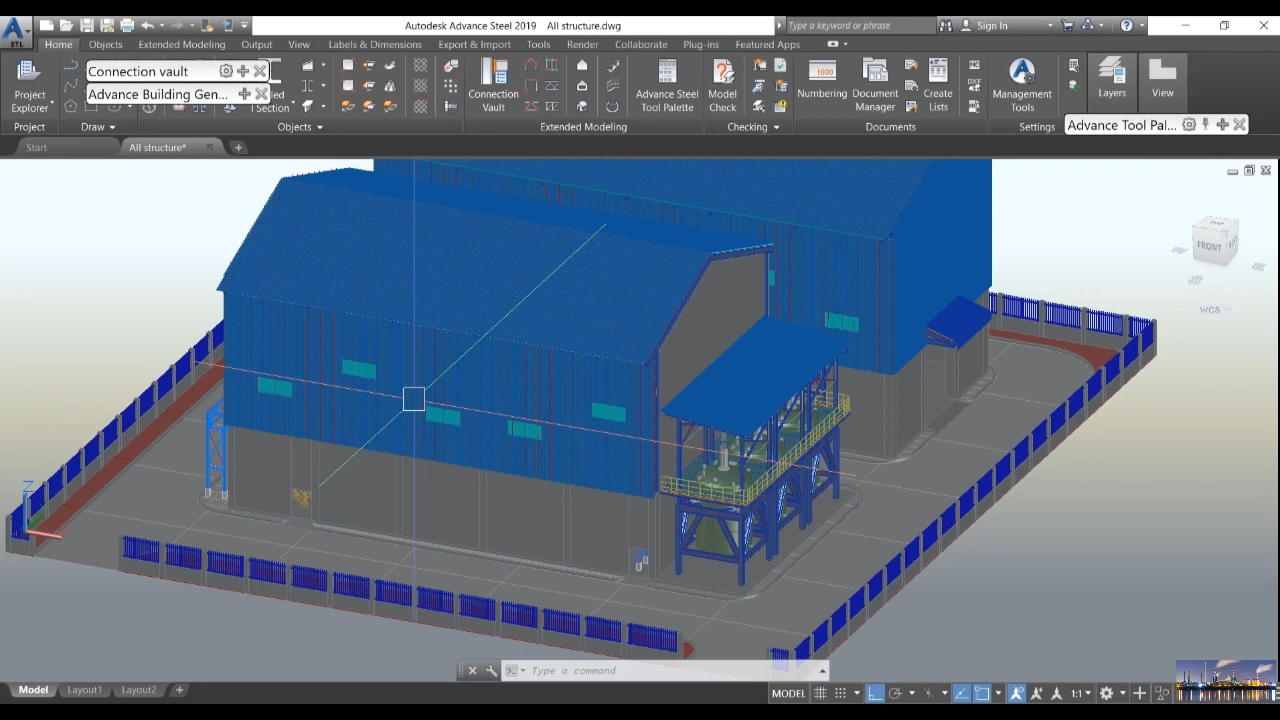 Autodesk Advance Steel 2019 All structure.dwg
Type a keyword or phrase
Sign In
STL
Home Objects Extended Modeling Output View Labels & Dimensions Export & Import Tools Render Collaborate Plug-ins Featured Apps
Connection vault
Advance Building Gen...
Project
Explorer
Section
Connection
Vault
Advance Steel
Tool Palette
Model
Check
1000
Numbering
Document
Manager
Create
Lists
DXF
Management
Tools
Layers
View
Advance Tool Pal...
Project Draw Objects Extended Modeling Checking Documents Settings
Start All structure*
TOP
FRONT
WCS
Z
Type a command
Model Layout1 Layout2
MODEL
1:1